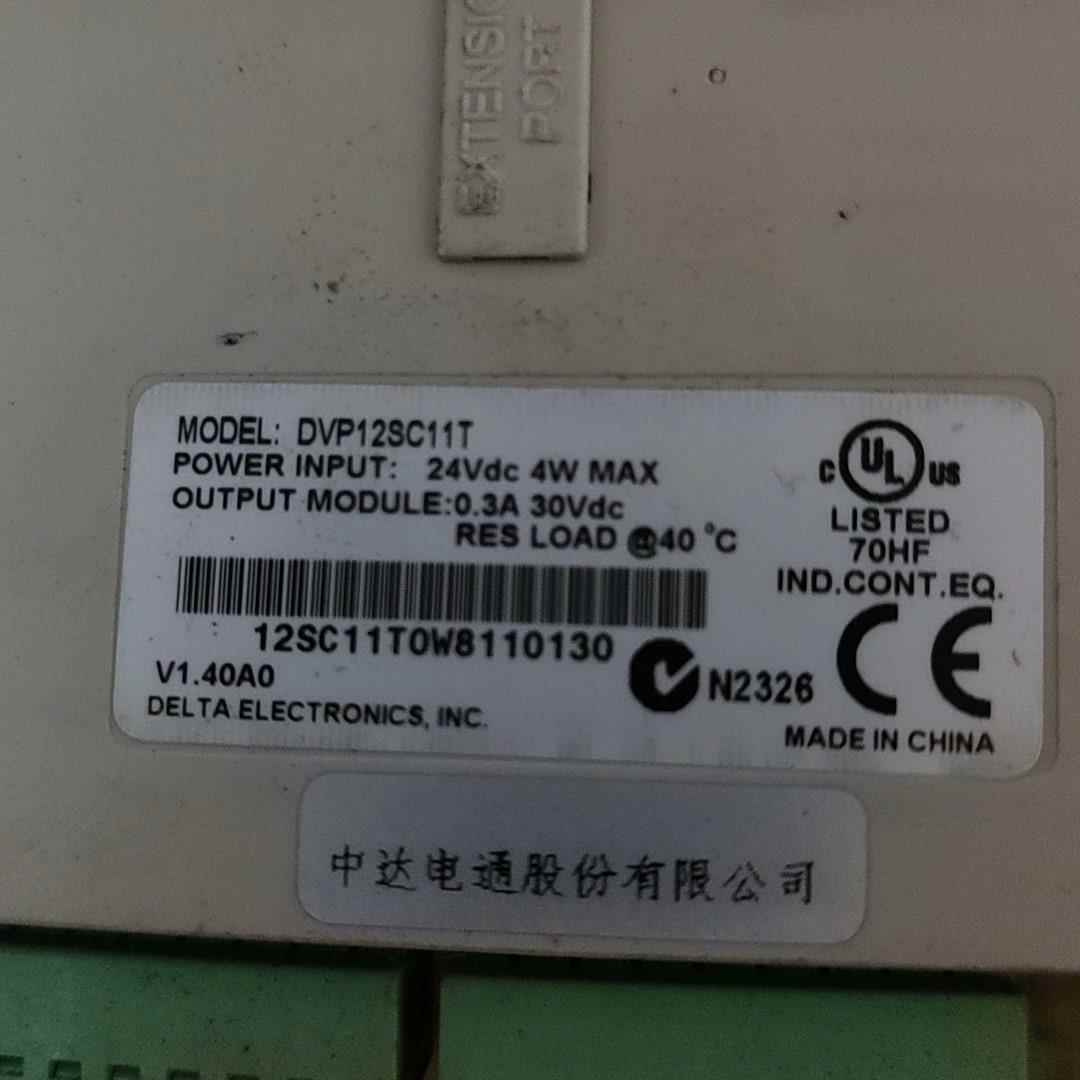 EXTENSIO
PORT
MODEL: DVP12SC11T
POWER INPUT: 24Vdc 4W MAX
OUTPUT MODULE:0.3A 30Vdc
RES LOAD @40 °C
12SC11T0W8110130
V1.40A0
DELTA ELECTRONICS, INC.
N2326
C UL US
LISTED
70HF
IND.CONT.EQ.
CE
MADE IN CHINA
中达电通股份有限公司